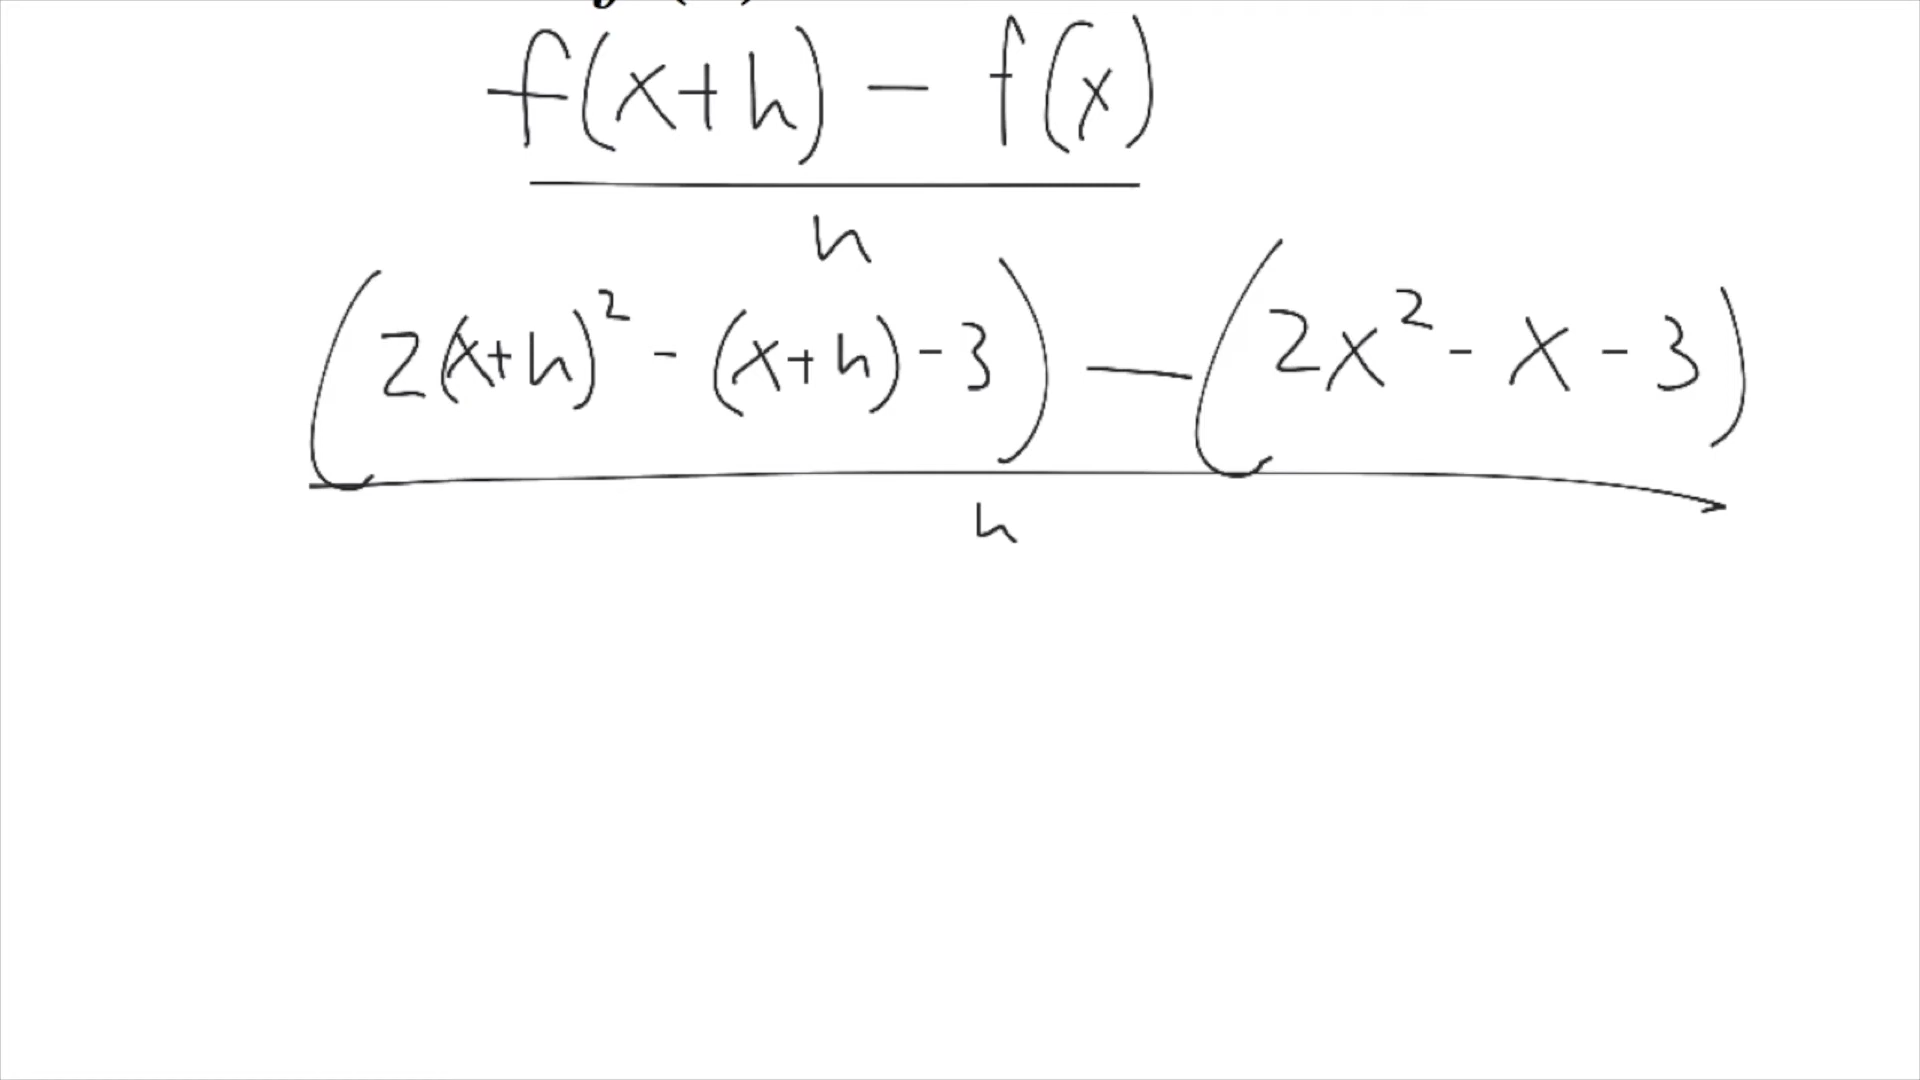 f(x+h) - f(x)
h
(2(x+h)² - (x+h) - 3) - (2x² - x - 3)
h